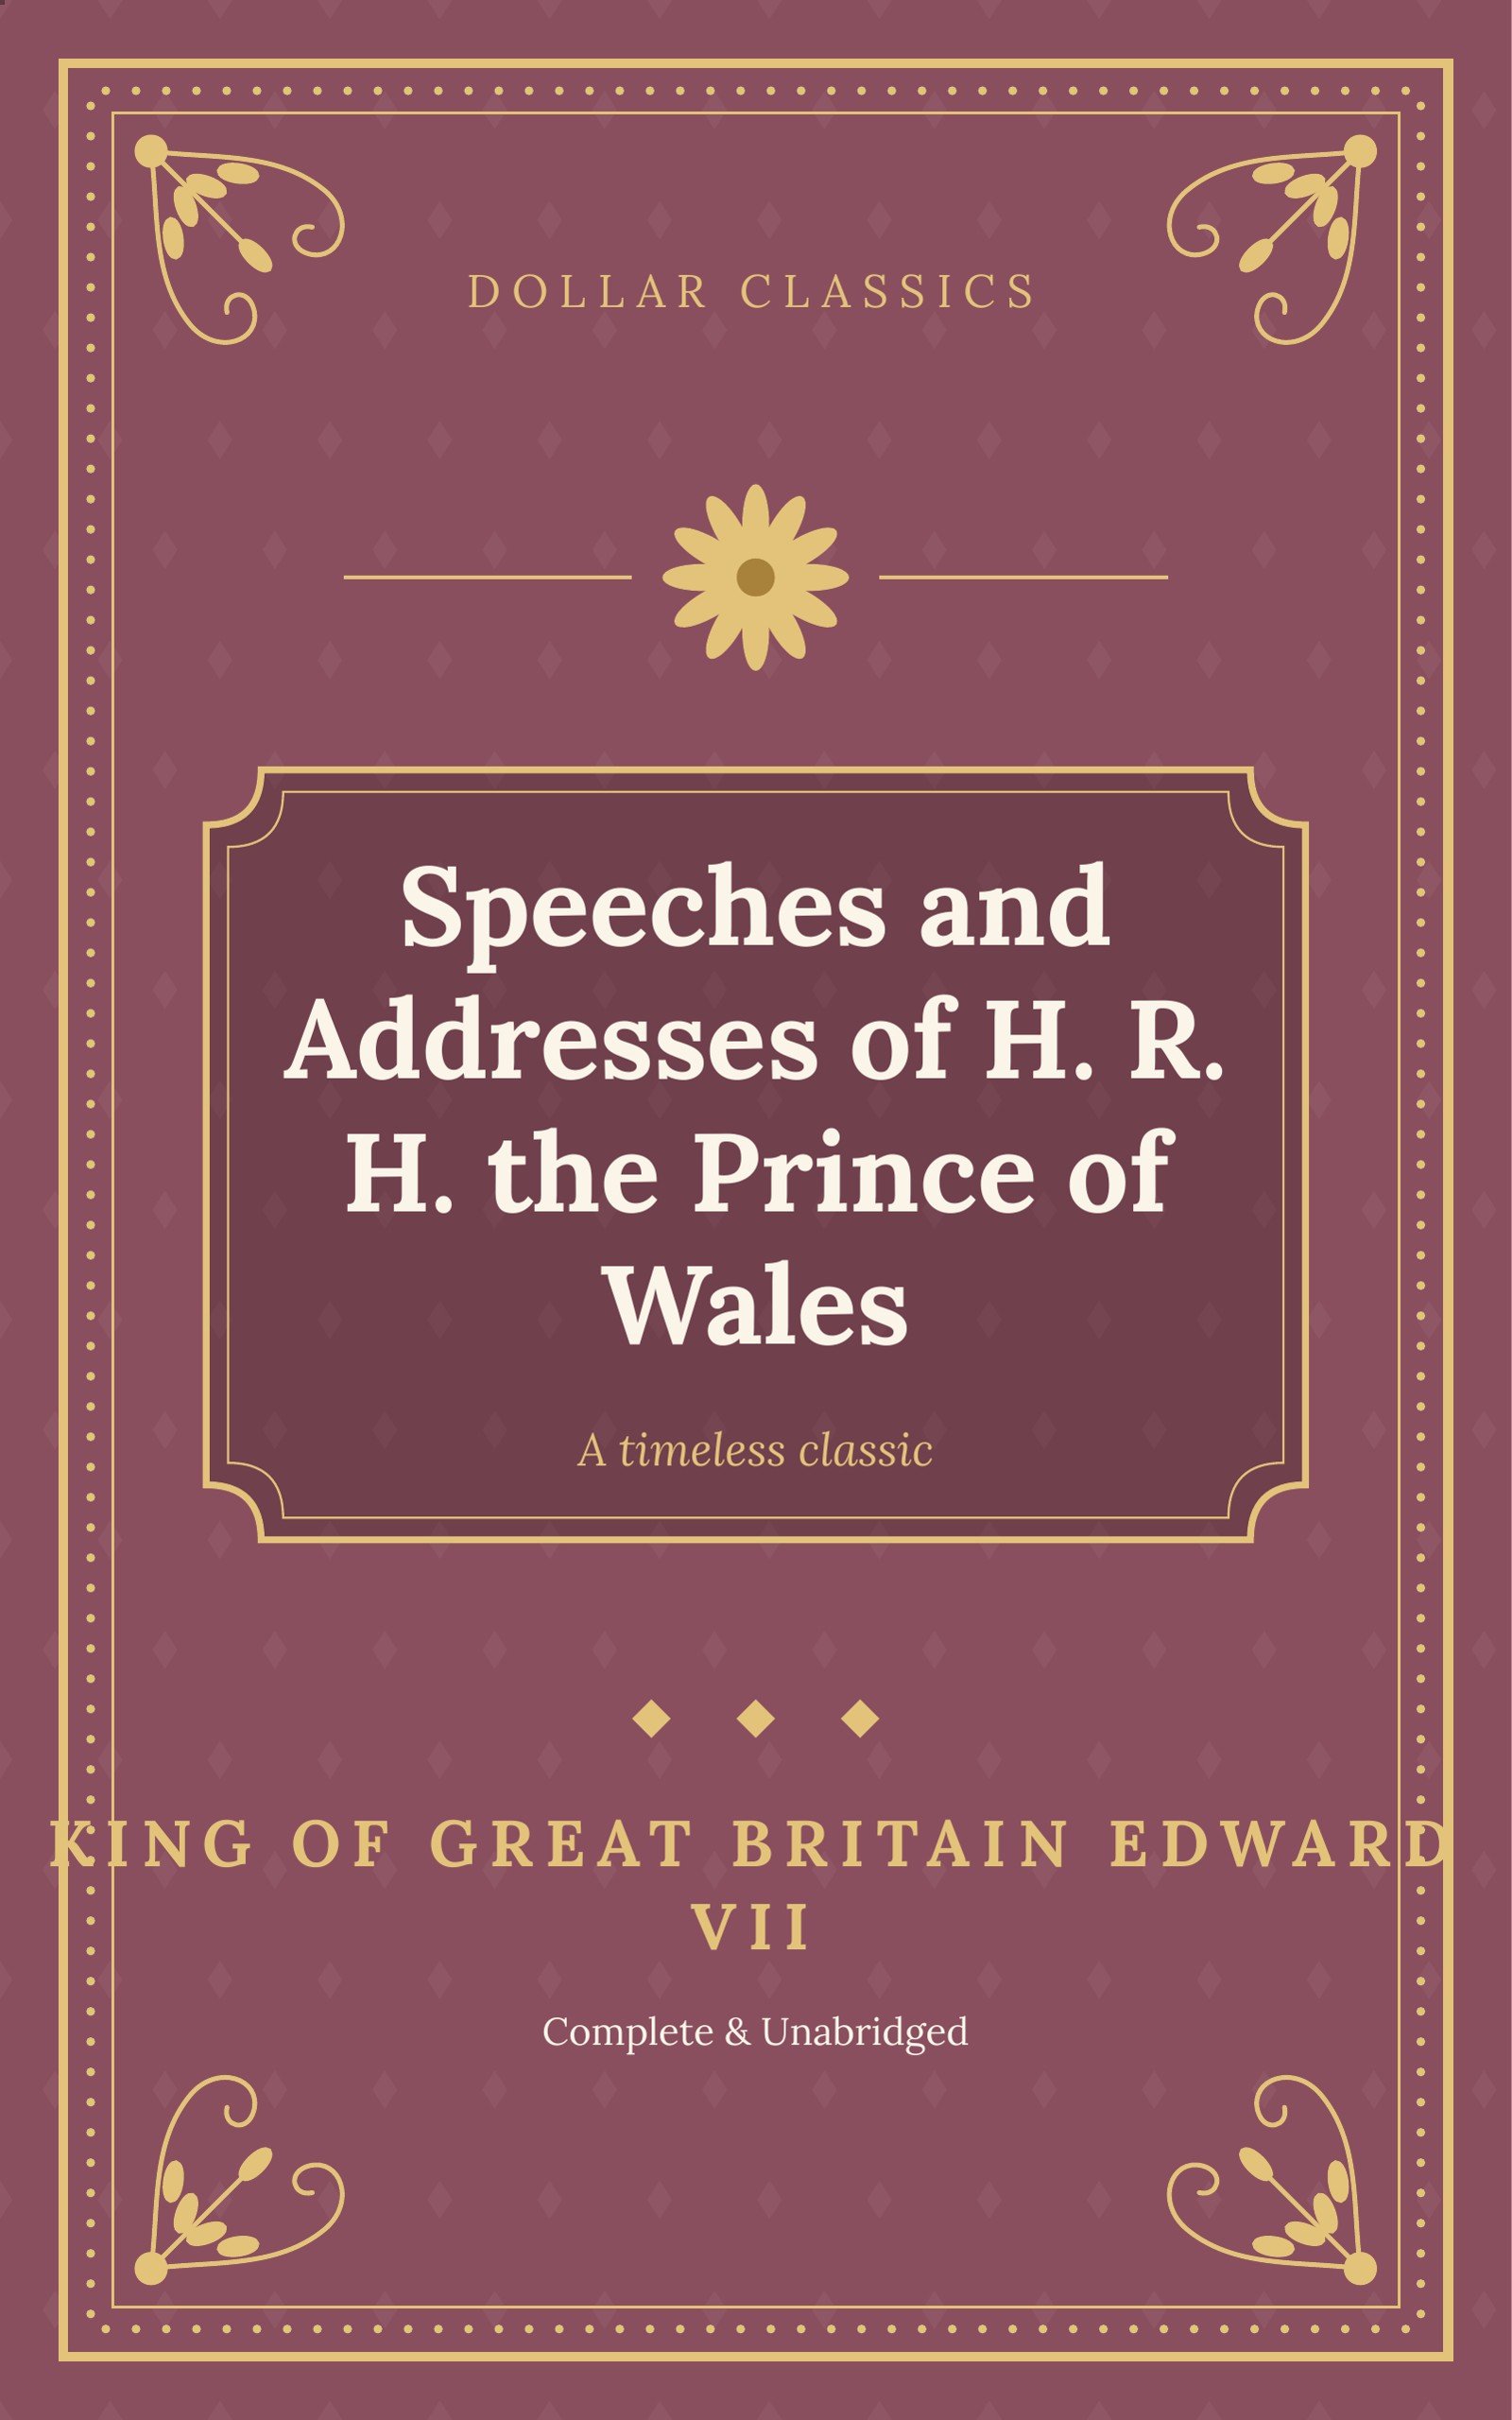 DOLLAR CLASSICS
Speeches and
Addresses of H. R.
H. the Prince of
Wales
A timeless classic
KING OF GREAT BRITAIN EDWARD
VII
Complete & Unabridged